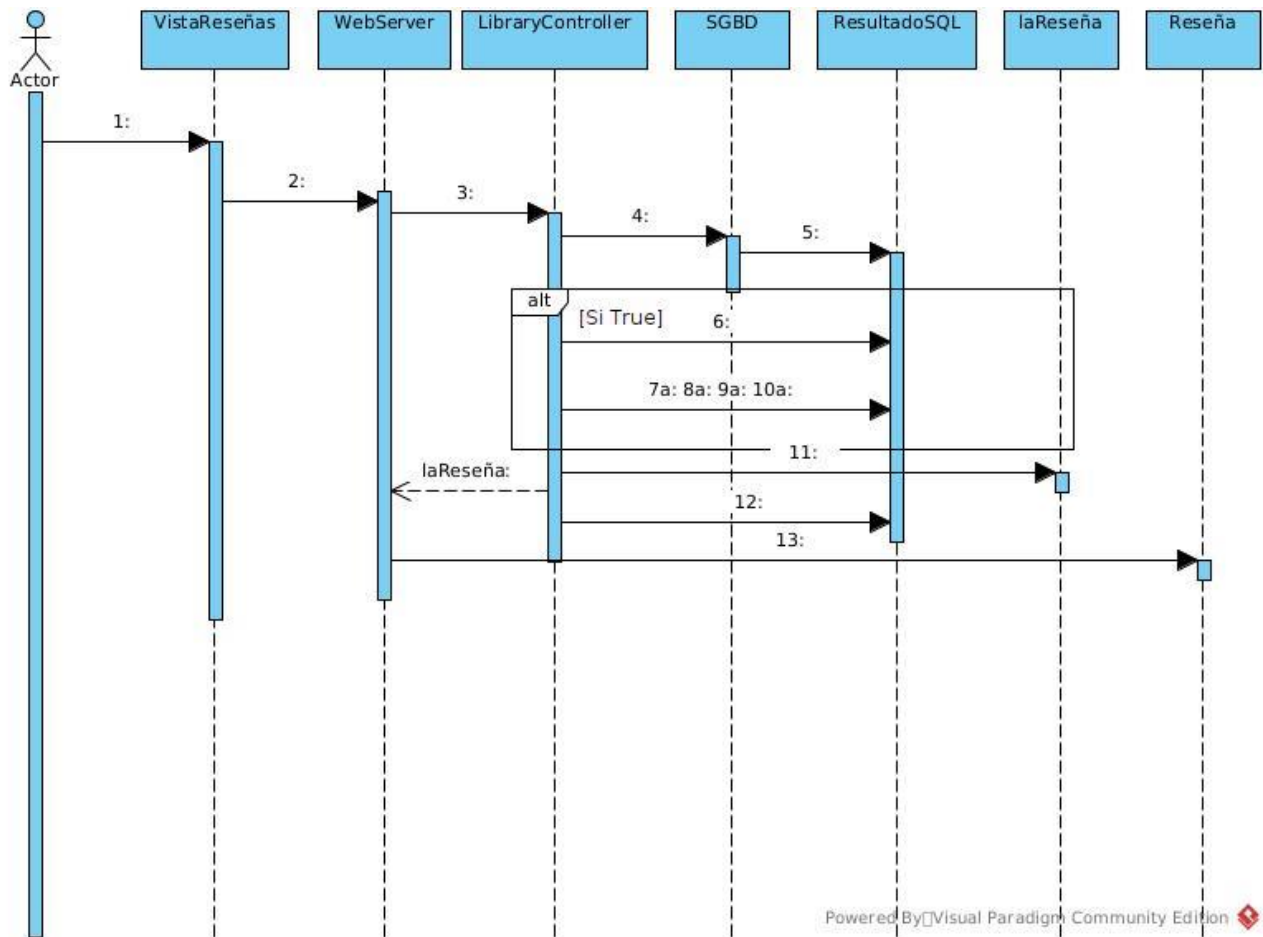 VistaReseñas
WebServer
LibraryController
SGBD
ResultadoSQL
laReseña
Reseña
Actor
1:
2:
3:
4:
5:
alt
[Si True]
6:
7a: 8a: 9a: 10a:
11:
laReseña:
12:
13:
Powered By Visual Paradigm Community Edition